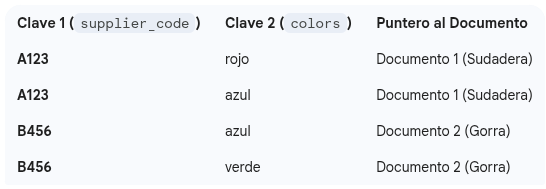 Clave 1 (supplier_code) Clave 2 (colors) Puntero al Documento
A123 rojo Documento 1 (Sudadera)
A123 azul Documento 1 (Sudadera)
B456 azul Documento 2 (Gorra)
B456 verde Documento 2 (Gorra)